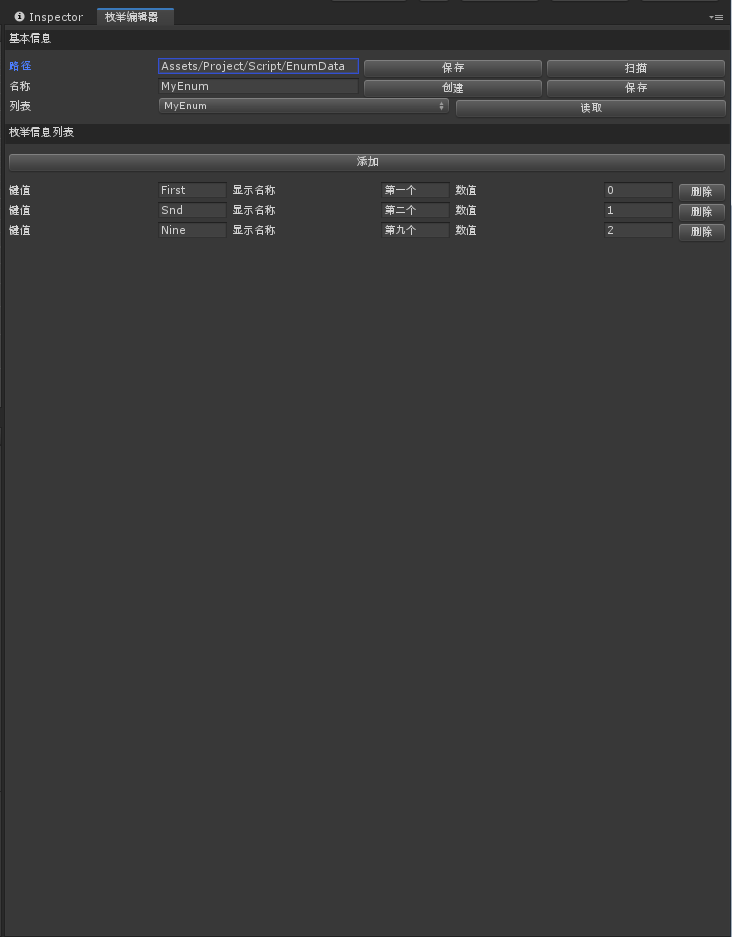 Inspector 枚举编辑器
基本信息
路径 Assets/Project/Script/EnumData 保存 扫描
名称 MyEnum 创建 保存
列表 MyEnum 读取
枚举信息列表
添加
键值 First 显示名称 第一个 数值 0 删除
键值 Snd 显示名称 第二个 数值 1 删除
键值 Nine 显示名称 第九个 数值 2 删除